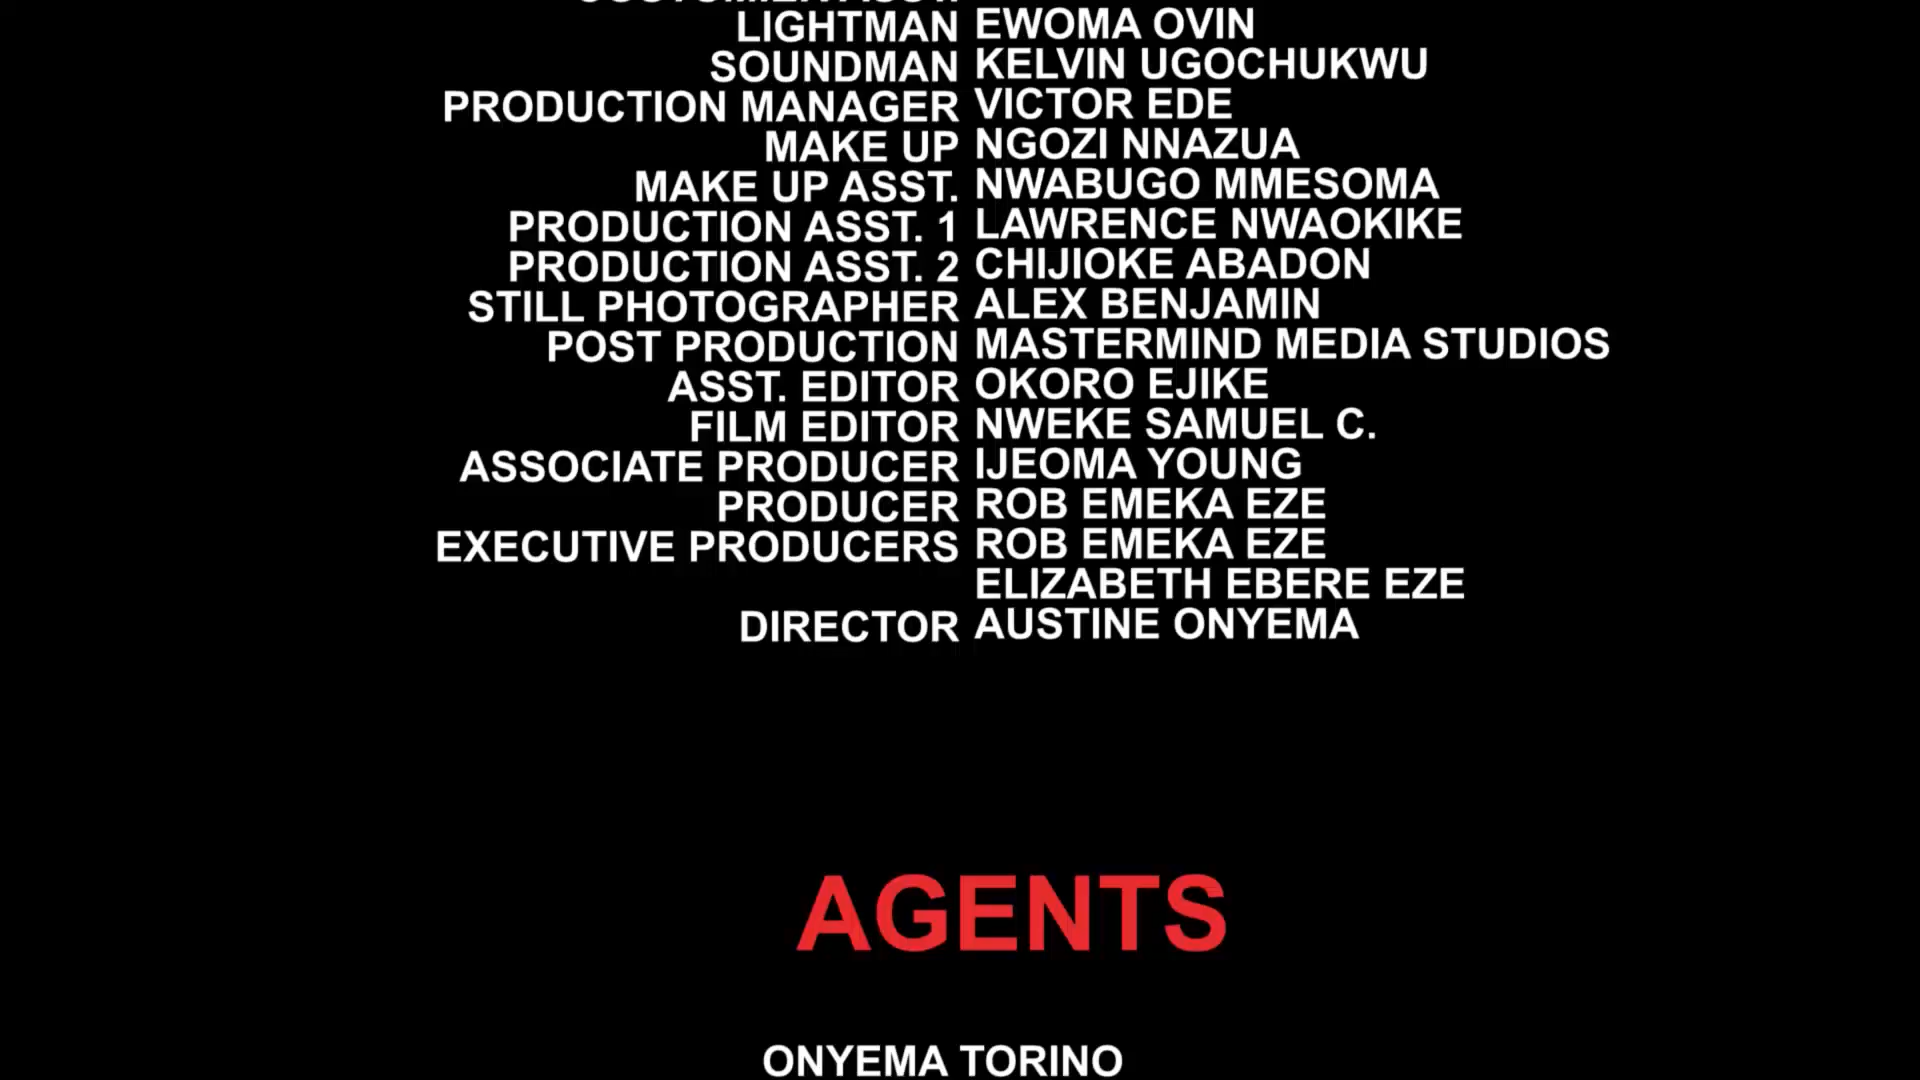 LIGHTMAN EWOMA OVIN
SOUNDMAN KELVIN UGOCHUKWU
PRODUCTION MANAGER VICTOR EDE
MAKE UP NGOZI NNAZUA
MAKE UP ASST. NWABUGO MMESOMA
PRODUCTION ASST. 1 LAWRENCE NWAOKIKE
PRODUCTION ASST. 2 CHIJIOKE ABADON
STILL PHOTOGRAPHER ALEX BENJAMIN
POST PRODUCTION MASTERMIND MEDIA STUDIOS
ASST. EDITOR OKORO EJIKE
FILM EDITOR NWEKE SAMUEL C.
ASSOCIATE PRODUCER IJEOMA YOUNG
PRODUCER ROB EMEKA EZE
EXECUTIVE PRODUCERS ROB EMEKA EZE
ELIZABETH EBERE EZE
DIRECTOR AUSTINE ONYEMA
AGENTS
ONYEMA TORINO